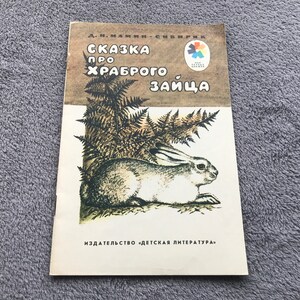 Д. Н. МАМИН-СИБИРЯК
СКАЗКА
ПРО
ХРАБРОГО
ЗАЙЦА
ИЗДАТЕЛЬСТВО «ДЕТСКАЯ ЛИТЕРАТУРА»